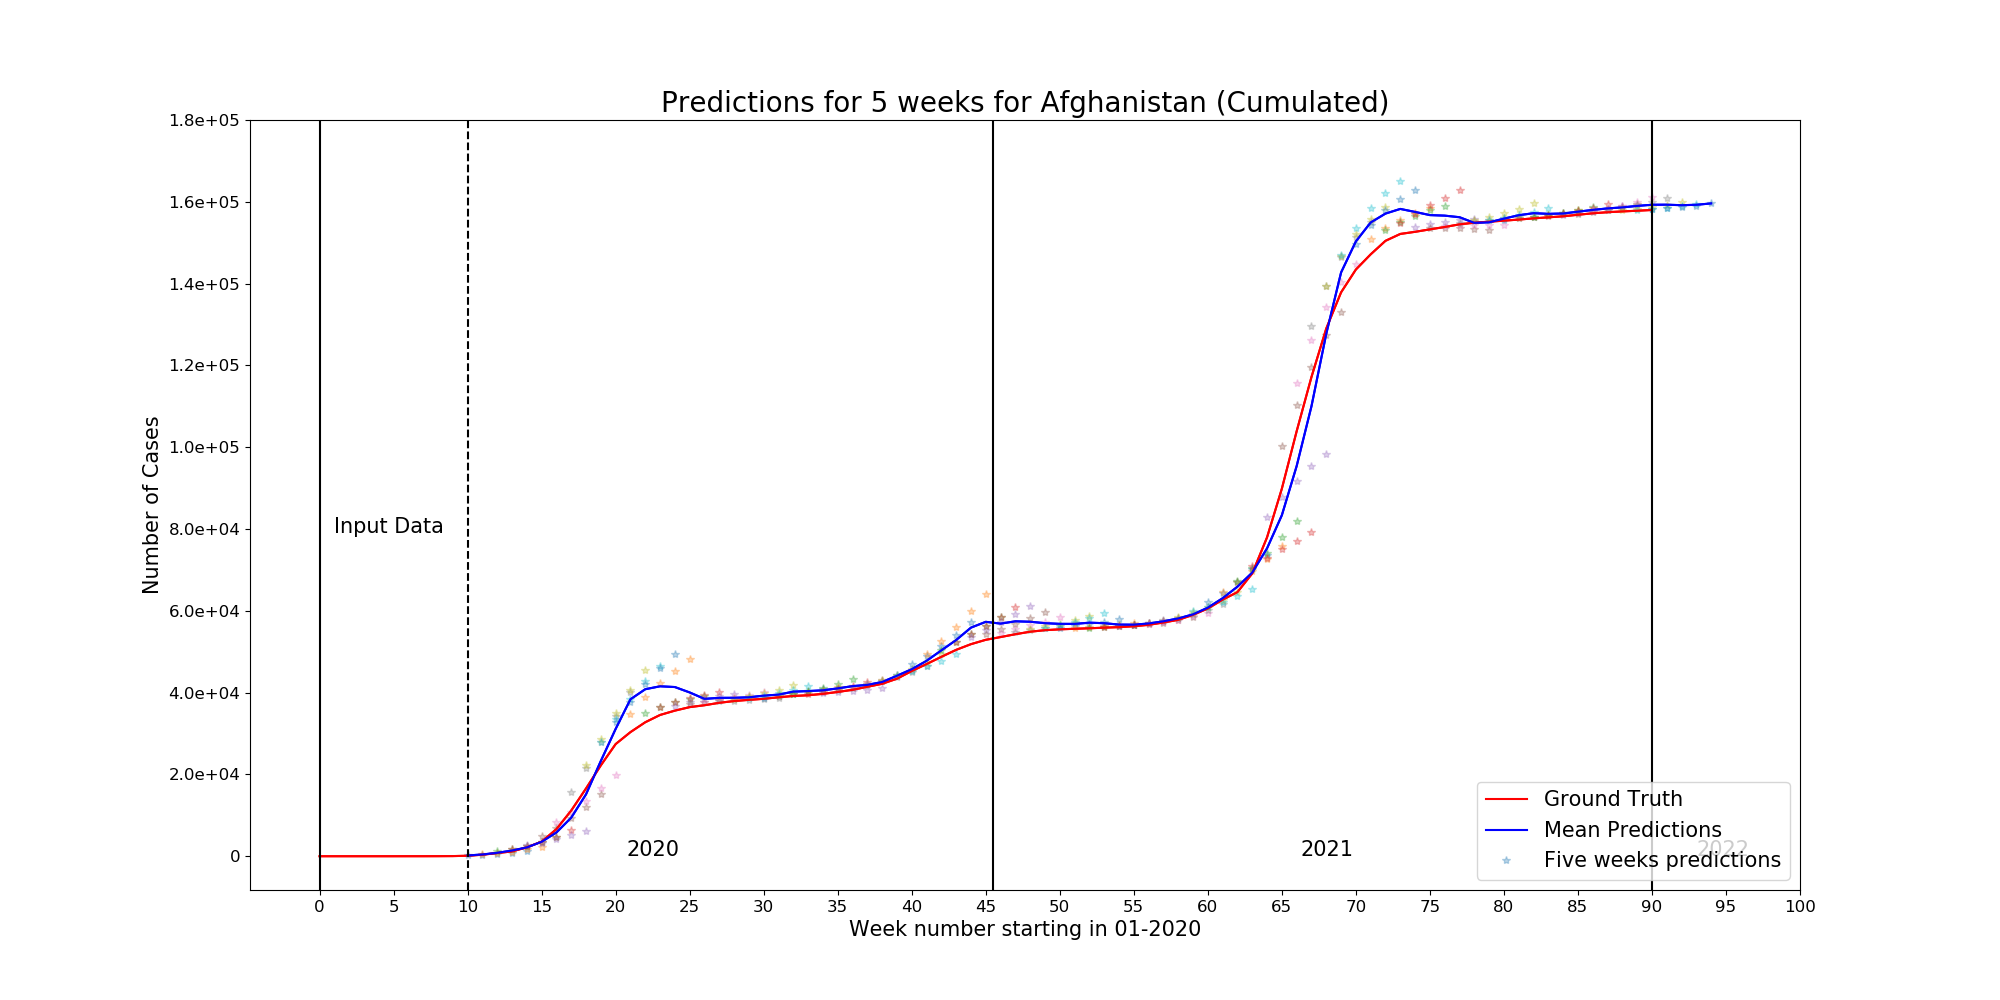 Predictions for 5 weeks for Afghanistan (Cumulated)
1.8e+05
1.6e+05
1.4e+05
1.2e+05
1.0e+05
8.0e+04
6.0e+04
4.0e+04
2.0e+04
0
Number of Cases
Input Data
2020
2021
2022
Ground Truth
Mean Predictions
Five weeks predictions
0 5 10 15 20 25 30 35 40 45 50 55 60 65 70 75 80 85 90 95 100
Week number starting in 01-2020